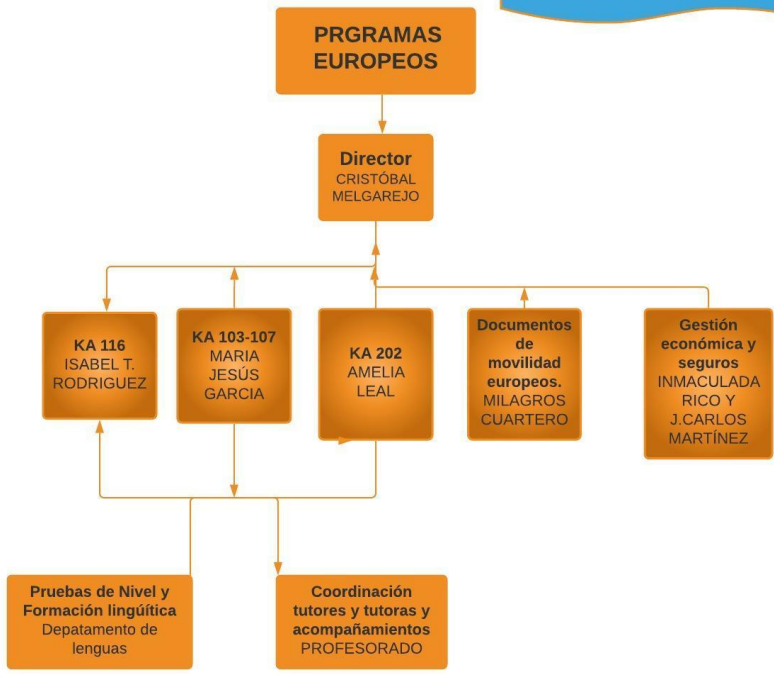 PRGRAMAS
EUROPEOS
Director
CRISTÓBAL
MELGAREJO
KA 116
ISABEL T.
RODRIGUEZ
KA 103-107
MARIA
JESÚS
GARCIA
KA 202
AMELIA
LEAL
Documentos
de
movilidad
europeos.
MILAGROS
CUARTERO
Gestión
económica y
seguros
INMACULADA
RICO Y
J.CARLOS
MARTÍNEZ
Pruebas de Nivel y
Formación lingúítica
Depatamento de
lenguas
Coordinación
tutores y tutoras y
acompañamientos
PROFESORADO